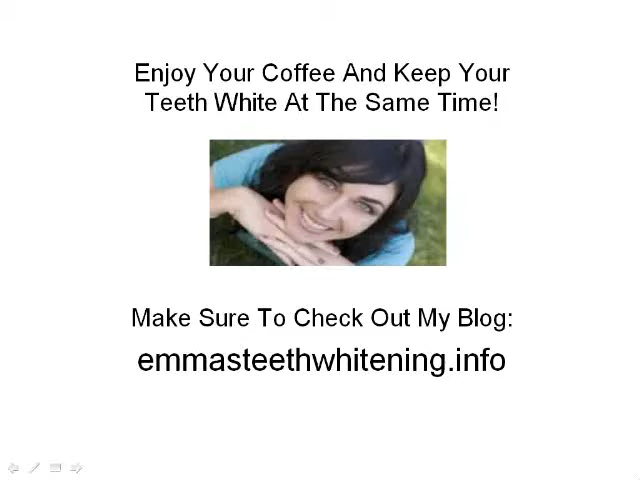 Enjoy Your Coffee And Keep Your
Teeth White At The Same Time!
Make Sure To Check Out My Blog:
emmasteethwhitening.info